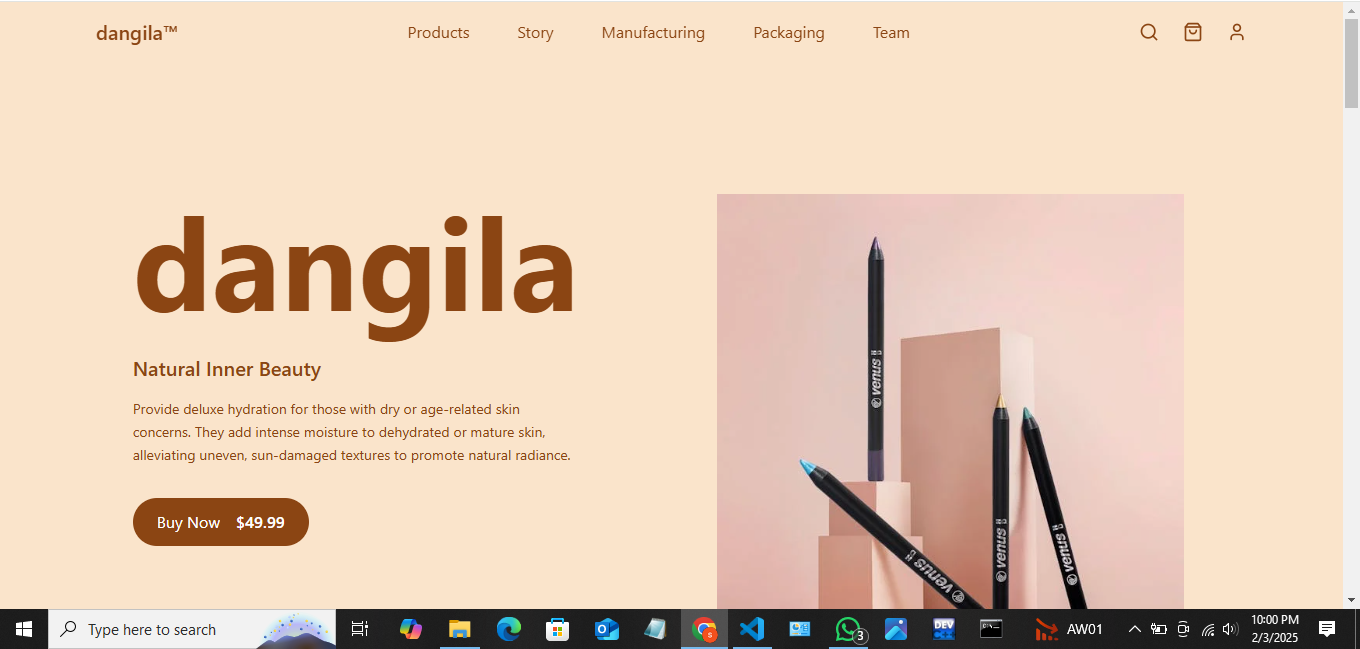 dangila™
Products
Story
Manufacturing
Packaging
Team
dangila
Natural Inner Beauty
Provide deluxe hydration for those with dry or age-related skin
concerns. They add intense moisture to dehydrated or mature skin,
alleviating uneven, sun-damaged textures to promote natural radiance.
Buy Now $49.99
venus
venus
venus
venus
Type here to search
3
DEV
AW01
10:00 PM
2/3/2025